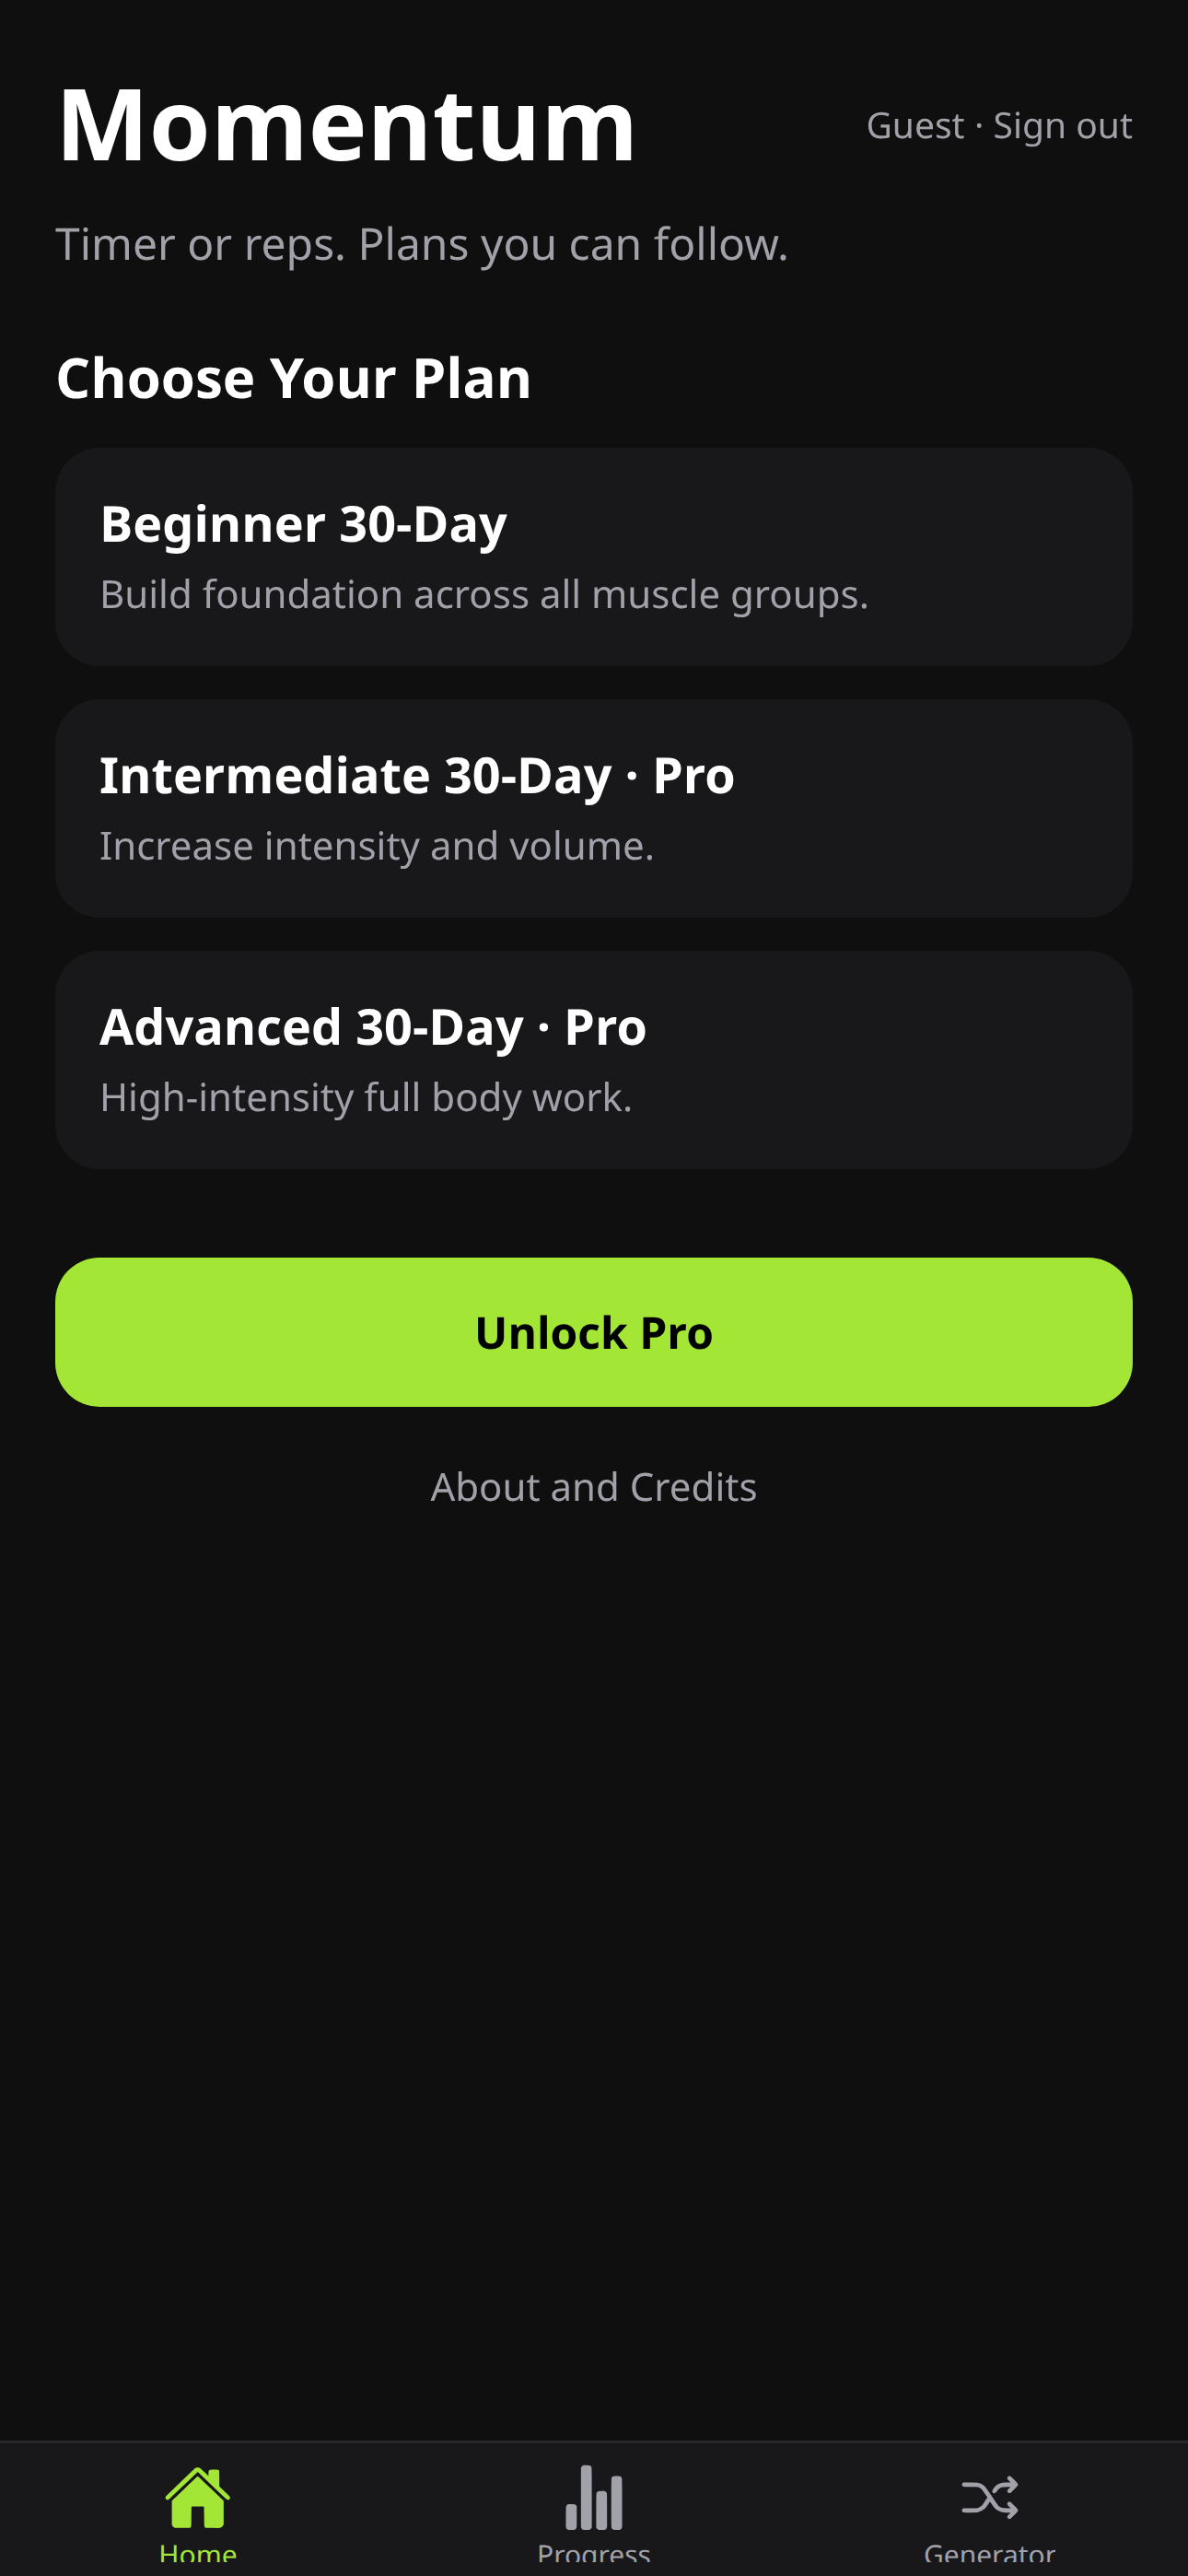 Momentum
Guest · Sign out
Timer or reps. Plans you can follow.
Choose Your Plan
Beginner 30-Day
Build foundation across all muscle groups.
Intermediate 30-Day · Pro
Increase intensity and volume.
Advanced 30-Day · Pro
High-intensity full body work.
Unlock Pro
About and Credits
Home
Progress
Generator